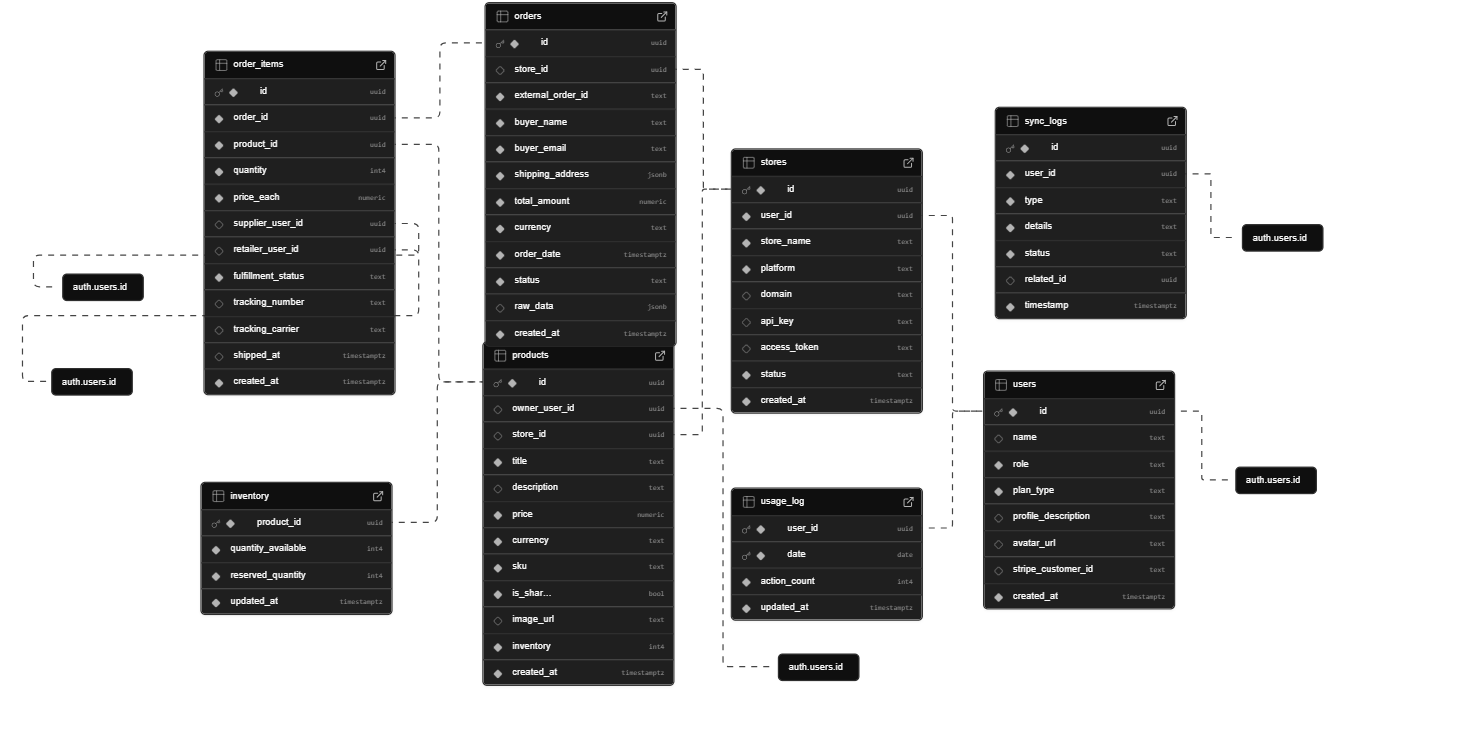 orders
id uuid
store_id uuid
external_order_id text
buyer_name text
buyer_email text
shipping_address jsonb
total_amount numeric
currency text
order_date timestamptz
status text
raw_data jsonb
created_at timestamptz
order_items
id uuid
order_id uuid
product_id uuid
quantity int4
price_each numeric
supplier_user_id uuid
retailer_user_id uuid
fulfillment_status text
tracking_number text
tracking_carrier text
shipped_at timestamptz
created_at timestamptz
auth.users.id
auth.users.id
products
id uuid
owner_user_id uuid
store_id uuid
title text
description text
price numeric
currency text
sku text
is_shar... bool
image_url text
inventory int4
created_at timestamptz
inventory
product_id uuid
quantity_available int4
reserved_quantity int4
updated_at timestamptz
stores
id uuid
user_id uuid
store_name text
platform text
domain text
api_key text
access_token text
status text
created_at timestamptz
usage_log
user_id uuid
date date
action_count int4
updated_at timestamptz
auth.users.id
sync_logs
id uuid
user_id uuid
type text
details text
status text
related_id uuid
timestamp timestamptz
auth.users.id
users
id uuid
name text
role text
plan_type text
profile_description text
avatar_url text
stripe_customer_id text
created_at timestamptz
auth.users.id